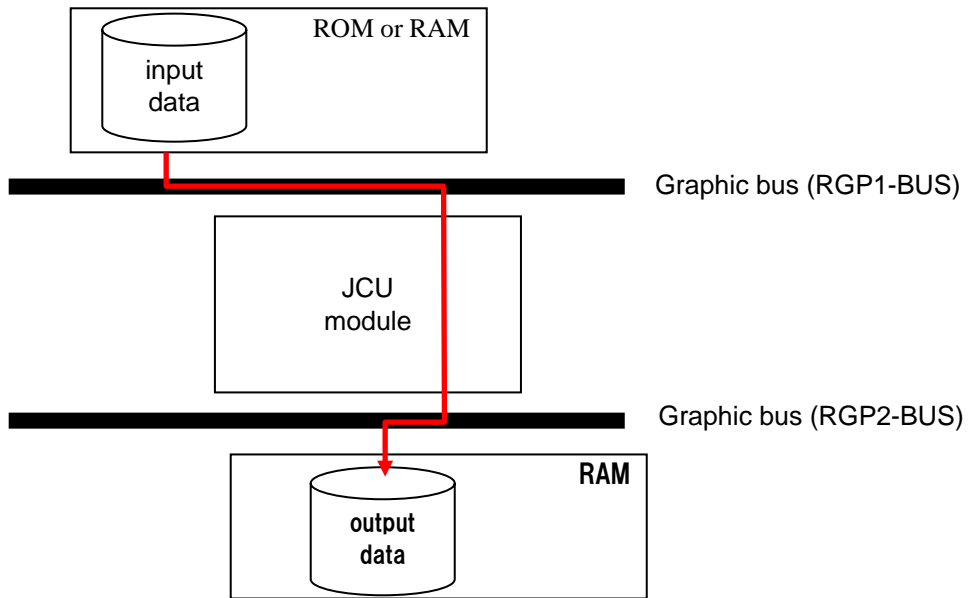 ROM or RAM
input
data
Graphic bus (RGP1-BUS)
JCU
module
Graphic bus (RGP2-BUS)
RAM
output
data